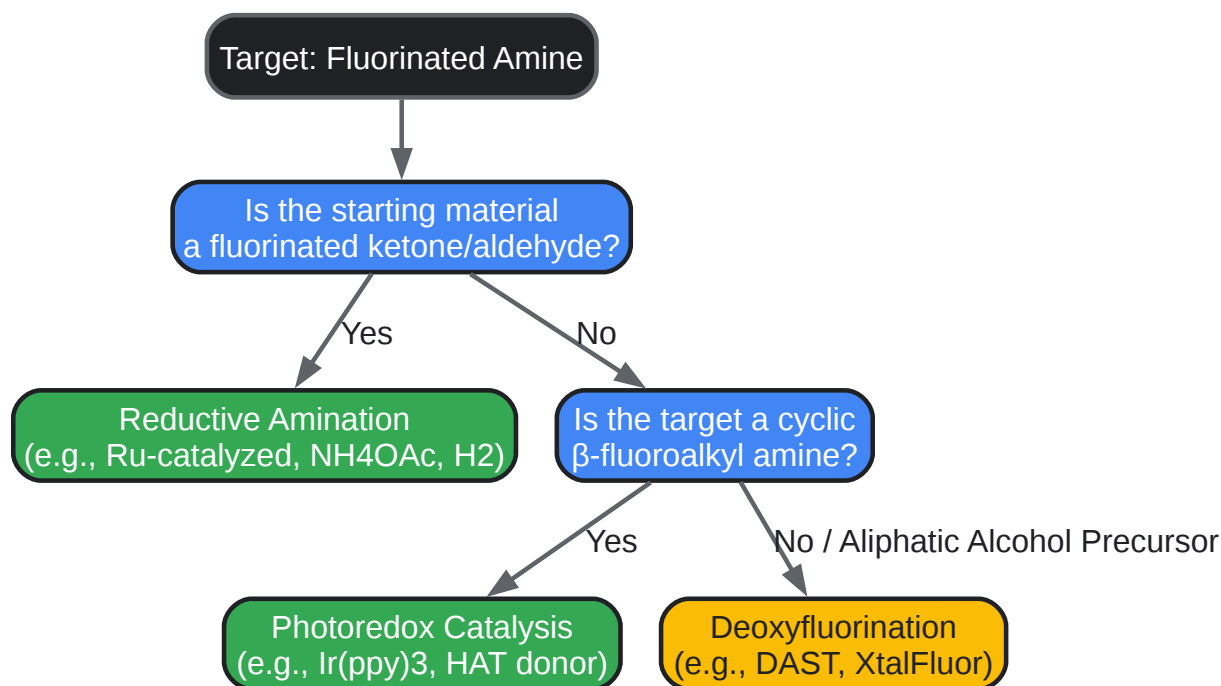 Target: Fluorinated Amine
Is the starting material
a fluorinated ketone/aldehyde?
Yes
No
Reductive Amination
(e.g., Ru-catalyzed, NH4OAc, H2)
Is the target a cyclic
β-fluoroalkyl amine?
Yes
No / Aliphatic Alcohol Precursor
Photoredox Catalysis
(e.g., Ir(ppy)3, HAT donor)
Deoxyfluorination
(e.g., DAST, XtalFluor)